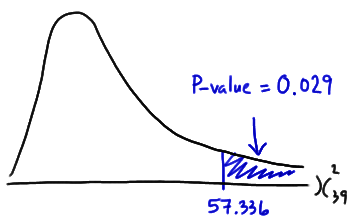 P-value = 0.029
χ²₃₉
57.336